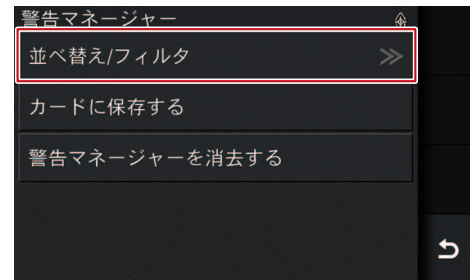 警告マネージャー
並べ替え/フィルタ
カードに保存する
警告マネージャーを消去する